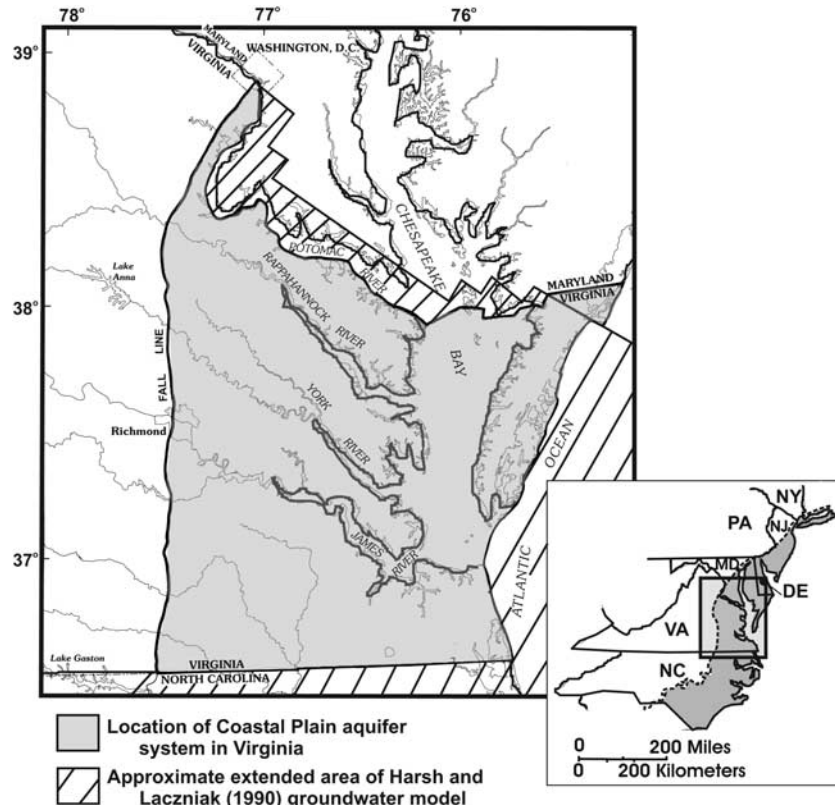 78° 77° 76°
39°
MARYLAND
VIRGINIA
WASHINGTON, D.C.
CHESAPEAKE
POTOMAC
RIVER
Lake
Anna
RAPPAHANNOCK
RIVER
MARYLAND
VIRGINIA
38°
BAY
FALL LINE
YORK
RIVER
Richmond
OCEAN
ATLANTIC
37°
JAMES
RIVER
Lake Gaston
VIRGINIA
NORTH CAROLINA
NY
PA
NJ
MD
DE
VA
NC
0 200 Miles
0 200 Kilometers
Location of Coastal Plain aquifer
system in Virginia
Approximate extended area of Harsh and
Laczniak (1990) groundwater model